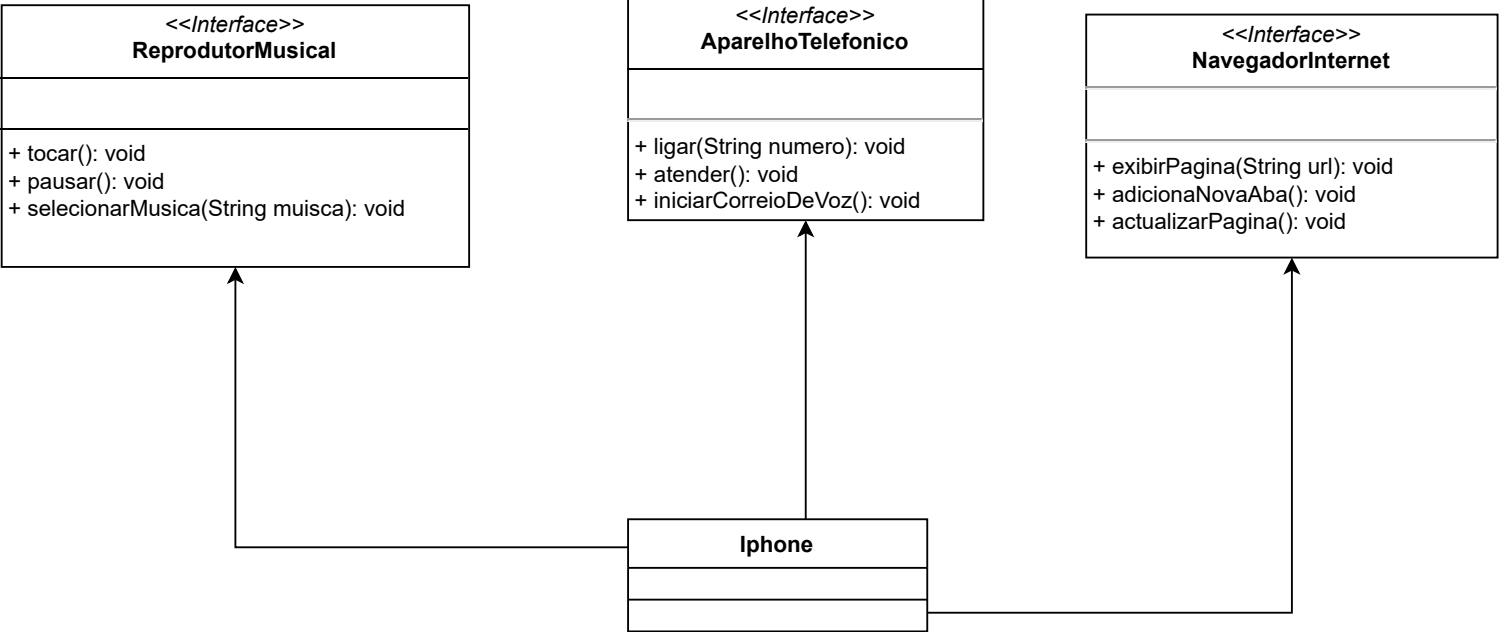 <<Interface>>
ReprodutorMusical
+ tocar(): void
+ pausar(): void
+ selecionarMusica(String muisca): void
<<Interface>>
AparelhoTelefonico
+ ligar(String numero): void
+ atender(): void
+ iniciarCorreioDeVoz(): void
<<Interface>>
NavegadorInternet
+ exibirPagina(String url): void
+ adicionaNovaAba(): void
+ actualizarPagina(): void
Iphone